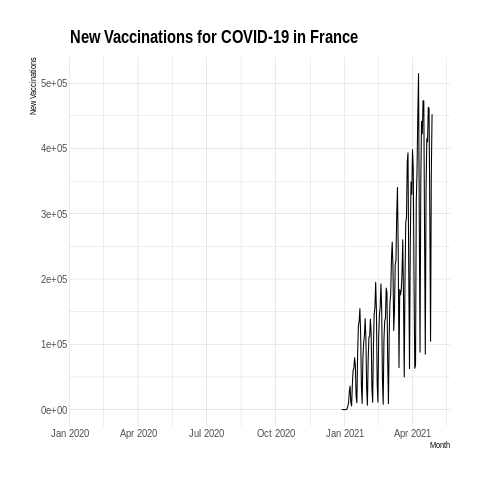 New Vaccinations for COVID-19 in France
New Vaccinations
5e+05
4e+05
3e+05
2e+05
1e+05
0e+00
Jan 2020 Apr 2020 Jul 2020 Oct 2020 Jan 2021 Apr 2021
Month